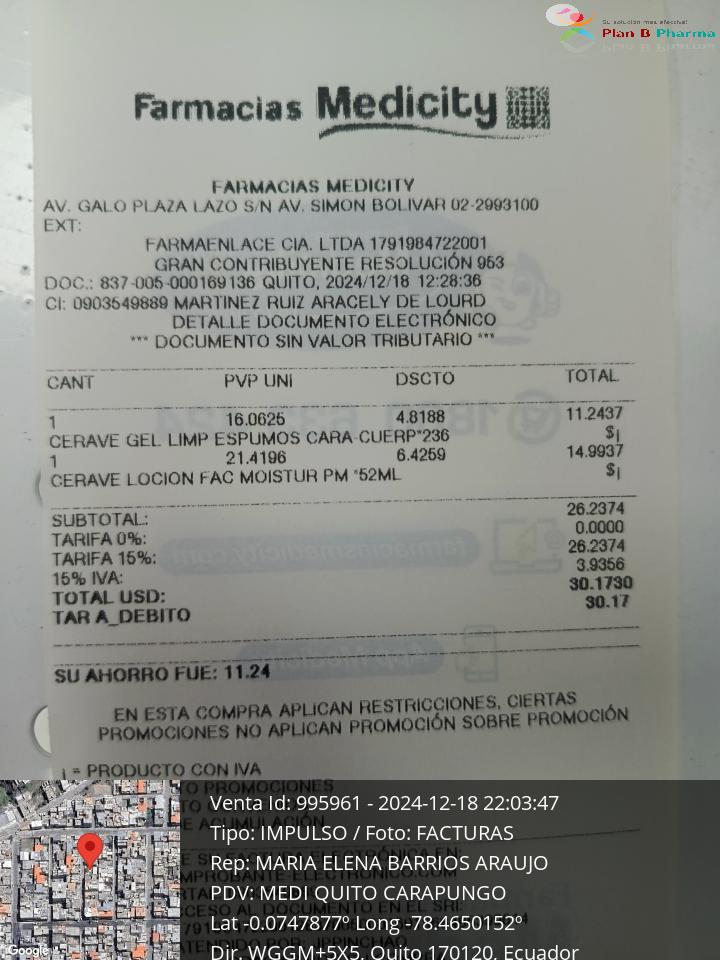 Su solución más efectiva!
Plan B Pharma
Farmacias Medicity
FARMACIAS MEDICITY
AV. GALO PLAZA LAZO S/N AV. SIMON BOLIVAR 02-2993100
EXT:
FARMAENLACE CIA. LTDA 1791984722001
GRAN CONTRIBUYENTE RESOLUCIÓN 953
DOC.: 837-005-000169136 QUITO, 2024/12/18 12:28:36
CI: 0903549889 MARTINEZ RUIZ ARACELY DE LOURD
DETALLE DOCUMENTO ELECTRÓNICO
*** DOCUMENTO SIN VALOR TRIBUTARIO ***
CANT PVP UNI DSCTO TOTAL
1 16.0625 4.8188 11.2437
CERAVE GEL LIMP ESPUMOS CARA-CUERP*236 $¡
1 21.4196 6.4259 14.9937
CERAVE LOCION FAC MOISTUR PM *52ML $¡
SUBTOTAL: 26.2374
TARIFA 0%: 0.0000
TARIFA 15%: 26.2374
15% IVA: 3.9356
TOTAL USD: 30.1730
TAR A_DEBITO 30.17
SU AHORRO FUE: 11.24
EN ESTA COMPRA APLICAN RESTRICCIONES, CIERTAS
PROMOCIONES NO APLICAN PROMOCIÓN SOBRE PROMOCIÓN
¡ = PRODUCTO CON IVA
PROMOCIONES
Venta Id: 995961 - 2024-12-18 22:03:47
Tipo: IMPULSO / Foto: FACTURAS
Rep: MARIA ELENA BARRIOS ARAUJO
PDV: MEDI QUITO CARAPUNGO
Lat -0.0747877° Long -78.4650152°
Dir. WGGM+5X5, Quito 170120, Ecuador
Google